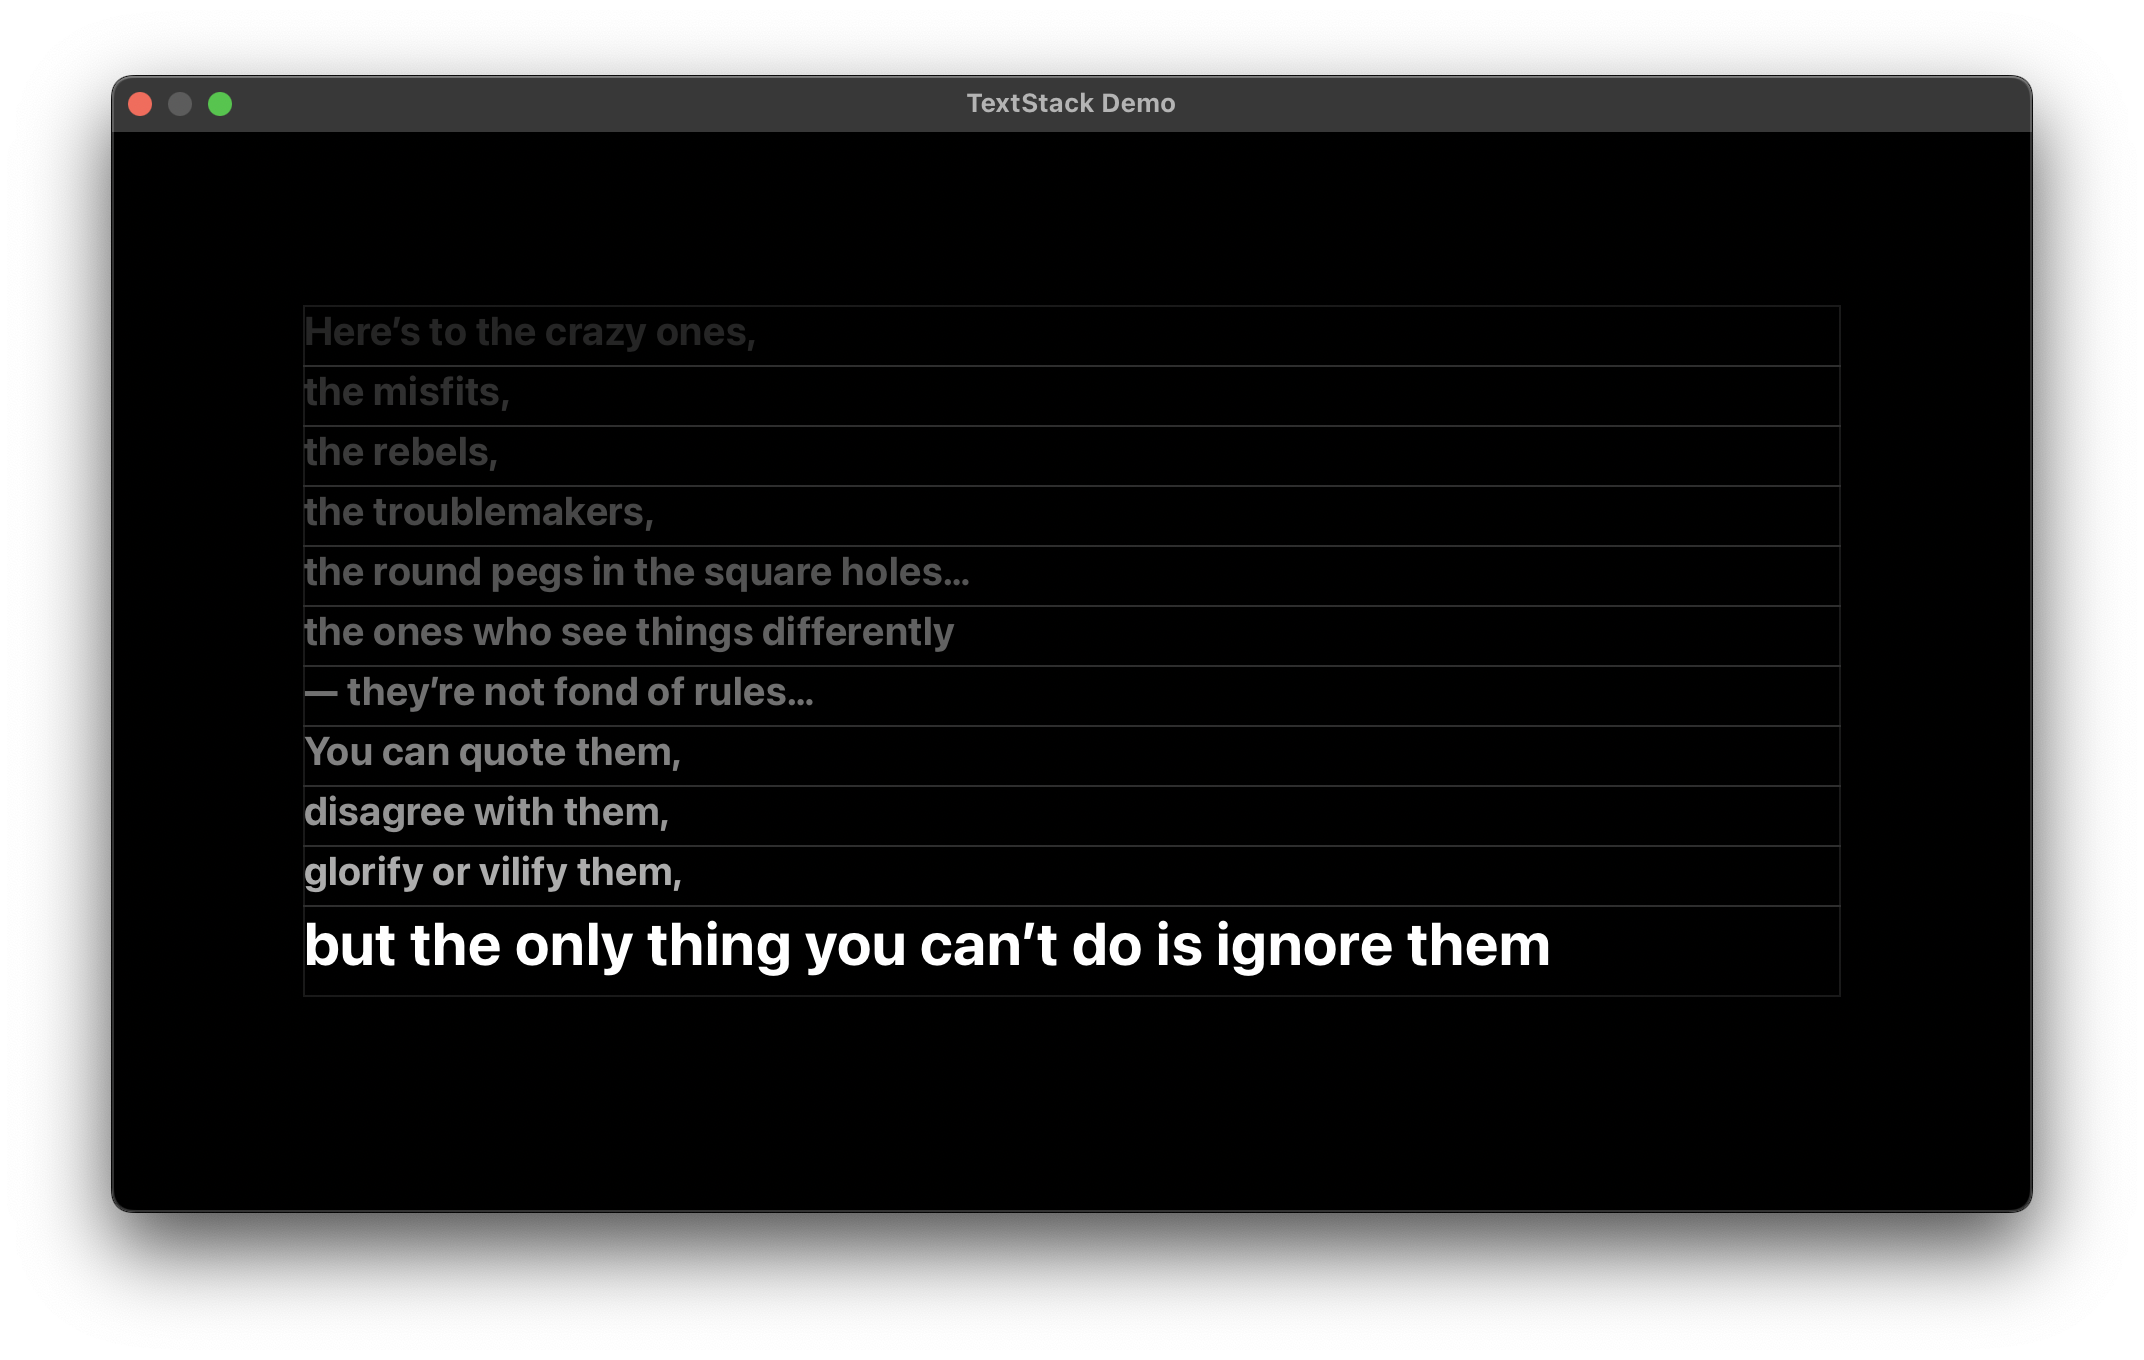 TextStack Demo
Here’s to the crazy ones,
the misfits,
the rebels,
the troublemakers,
the round pegs in the square holes…
the ones who see things differently
— they’re not fond of rules…
You can quote them,
disagree with them,
glorify or vilify them,
but the only thing you can’t do is ignore them